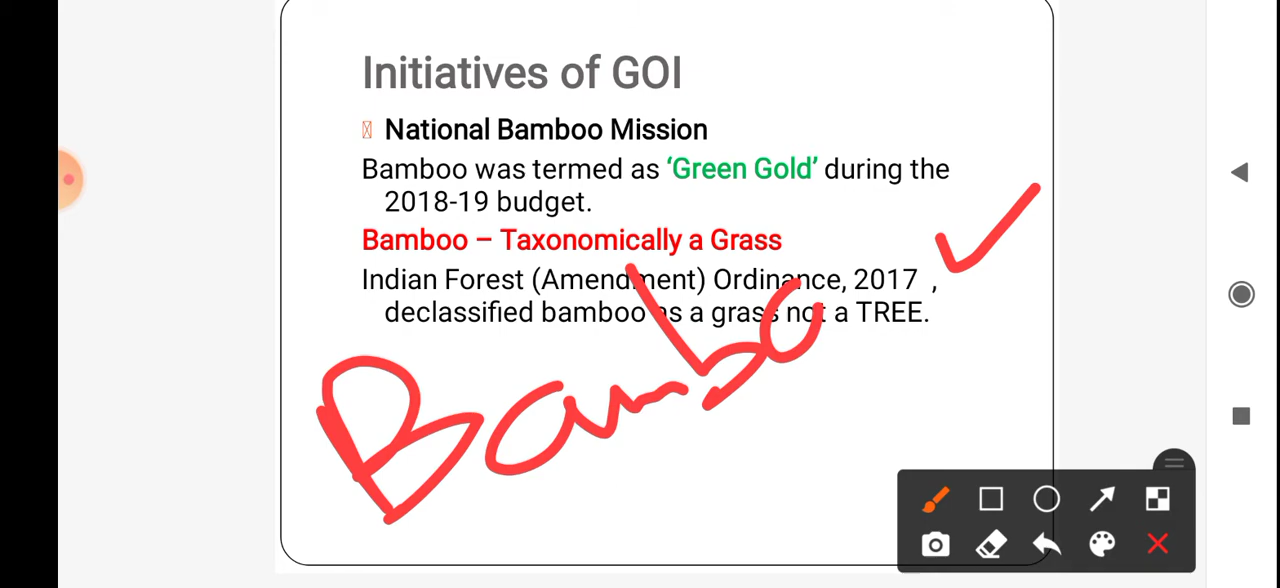 Initiatives of GOI
National Bamboo Mission
Bamboo was termed as ‘Green Gold’ during the
2018-19 budget.
Bamboo – Taxonomically a Grass
Indian Forest (Amendment) Ordinance, 2017 ,
declassified bamboo as a grass not a TREE.
Bambo